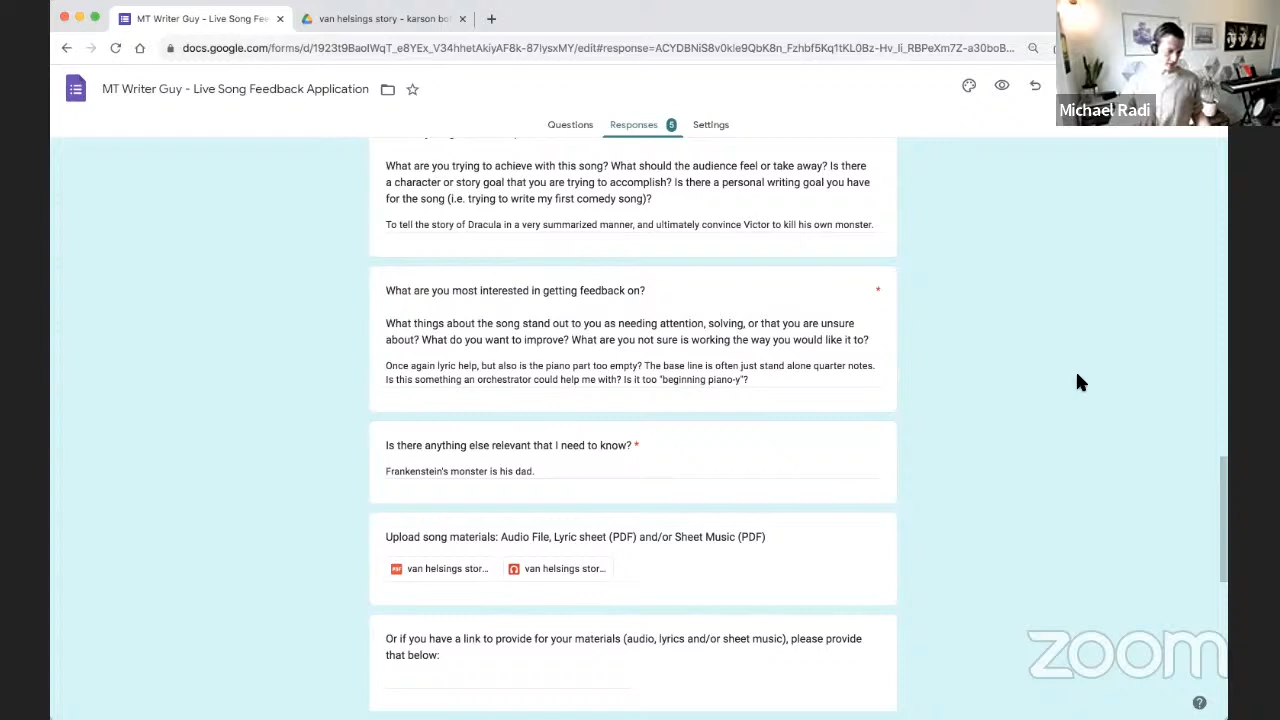 MT Writer Guy - Live Song Fee
van helsings story - karson bo
docs.google.com/forms/d/1923t9BaoIWqT_e8YEx_V34hhetAkiyAF8k-87IysxMY/edit#response=ACYDBNiS8v0k!e9QbK8n_Fzhbf5Kq1tKL0Bz-Hv_Ii_RBPeXm7Z-a30boB...
MT Writer Guy - Live Song Feedback Application
Michael Radi
Questions Responses 5 Settings
What are you trying to achieve with this song? What should the audience feel or take away? Is there
a character or story goal that you are trying to accomplish? Is there a personal writing goal you have
for the song (i.e. trying to write my first comedy song)?
To tell the story of Dracula in a very summarized manner, and ultimately convince Victor to kill his own monster.
What are you most interested in getting feedback on? *
What things about the song stand out to you as needing attention, solving, or that you are unsure
about? What do you want to improve? What are you not sure is working the way you would like it to?
Once again lyric help, but also is the piano part too empty? The base line is often just stand alone quarter notes.
Is this something an orchestrator could help me with? Is it too "beginning piano-y"?
Is there anything else relevant that I need to know? *
Frankenstein's monster is his dad.
Upload song materials: Audio File, Lyric sheet (PDF) and/or Sheet Music (PDF)
PDF van helsings stor... van helsings stor...
Or if you have a link to provide for your materials (audio, lyrics and/or sheet music), please provide
that below:
zoom